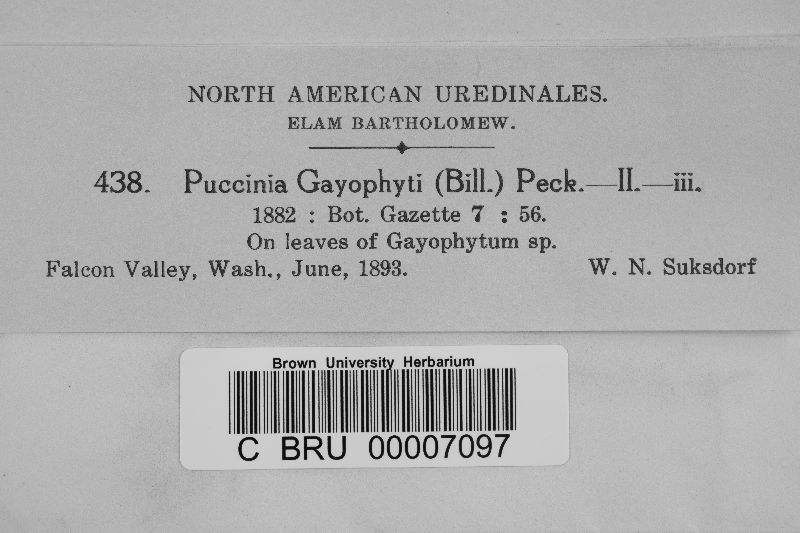 NORTH AMERICAN UREDINALES.
ELAM BARTHOLOMEW.
438. Puccinia Gayophyti (Bill.) Peck.—II.—iii.
1882 : Bot. Gazette 7 : 56.
On leaves of Gayophytum sp.
Falcon Valley, Wash., June, 1893. W. N. Suksdorf
Brown University Herbarium
C BRU 00007097